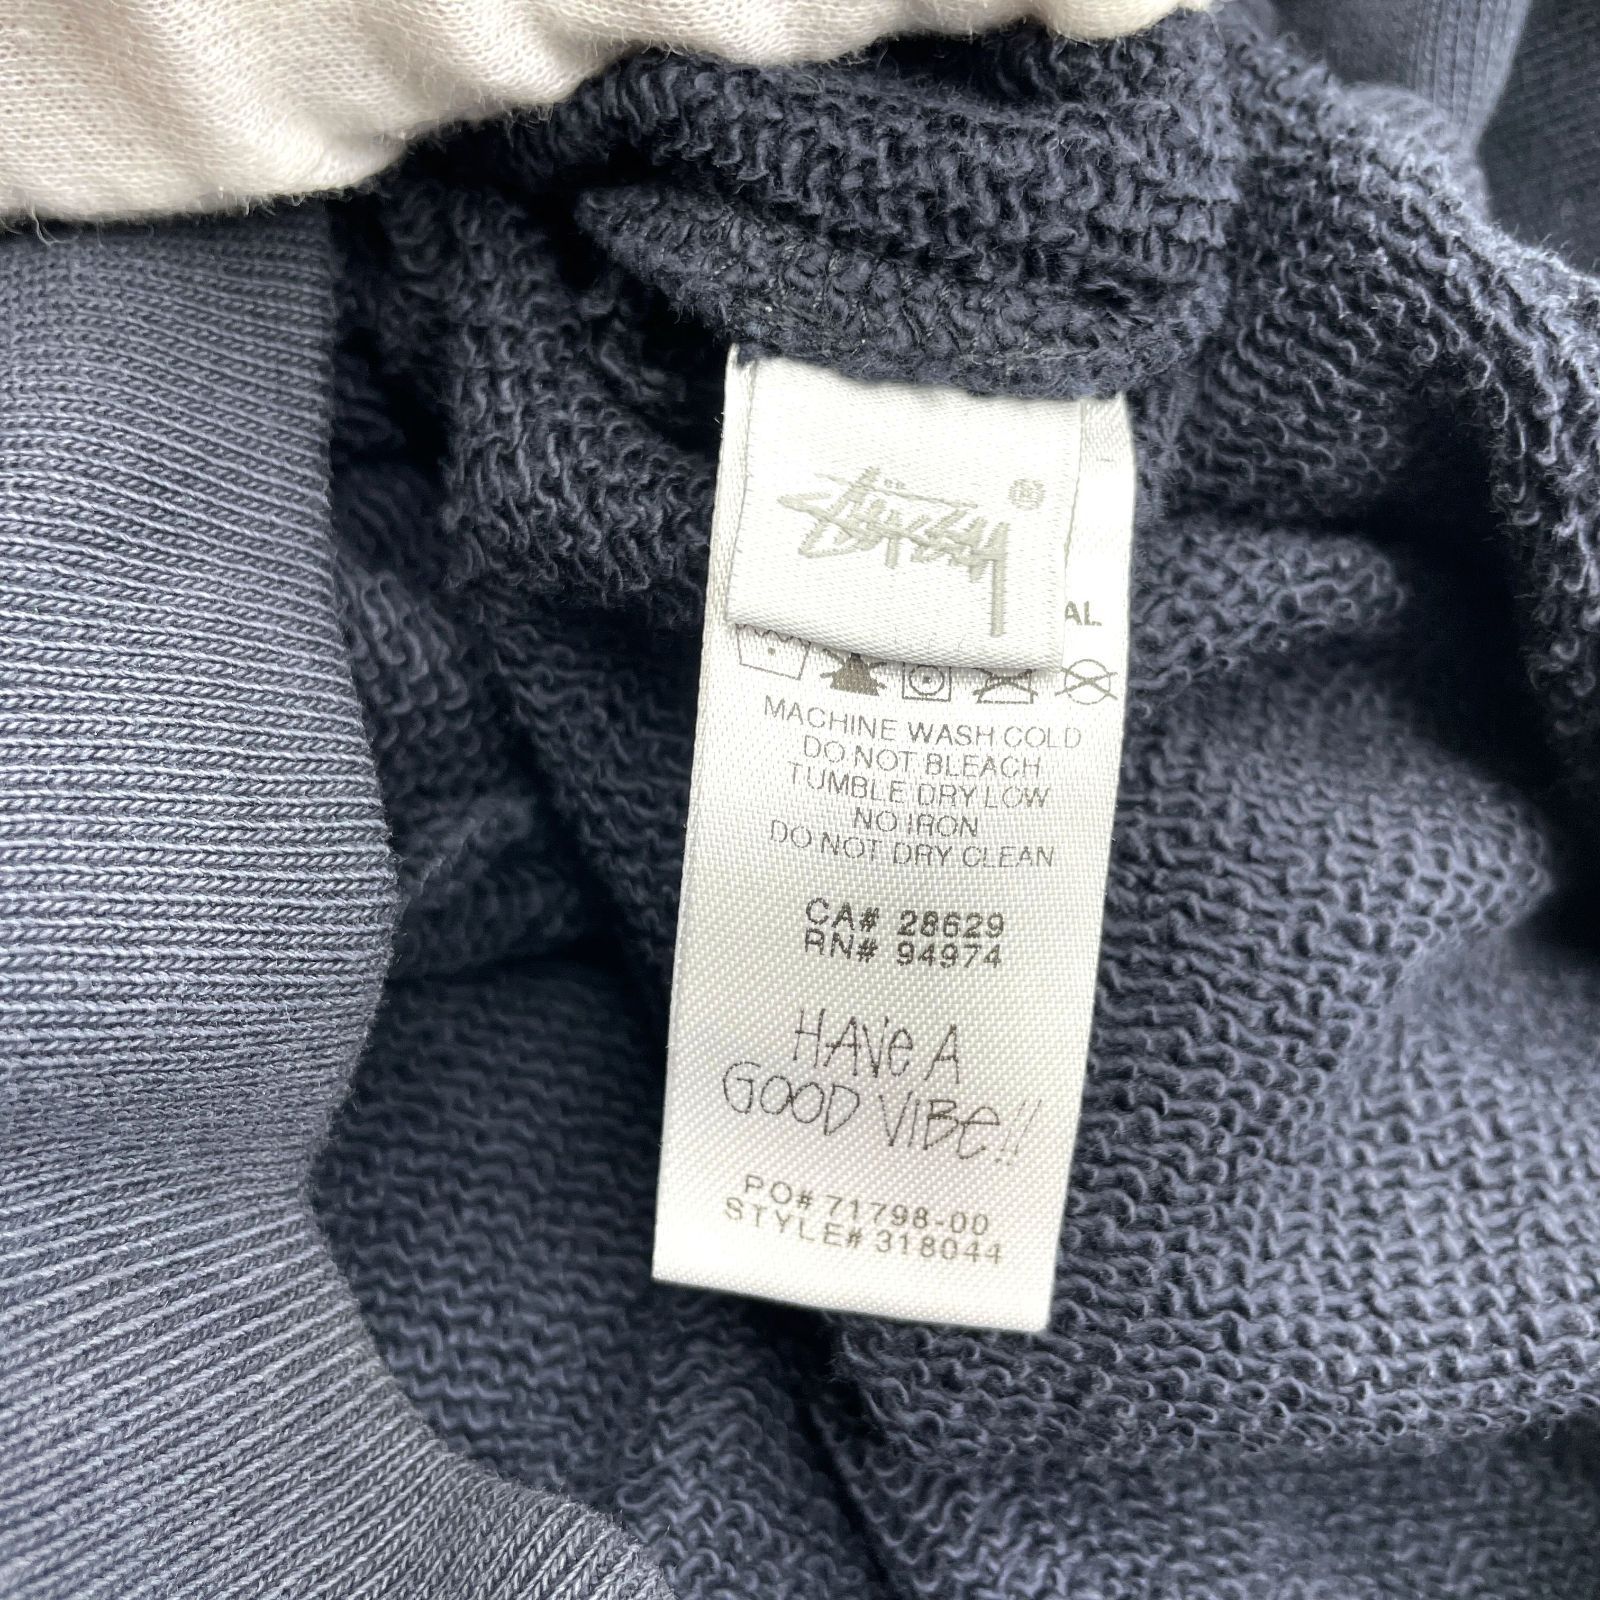 Stüssy ®
AL.
MACHINE WASH COLD
DO NOT BLEACH
TUMBLE DRY LOW
NO IRON
DO NOT DRY CLEAN
CA# 28629
RN# 94974
HAVe A
GOOD VIBe!!
PO# 71798-00
STYLE# 318044